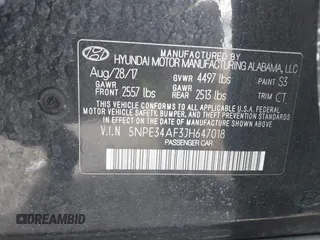 MANUFACTURED BY
HYUNDAI MOTOR MANUFACTURING ALABAMA, LLC
Aug/28/17 GVWR 4497 lbs PAINT S3
GAWR FRONT 2557 lbs GAWR REAR 2513 lbs TRIM CT
THIS VEHICLE CONFORMS TO ALL APPLICABLE U.S.A. FEDERAL MOTOR VEHICLE SAFETY, BUMPER, AND THEFT PREVENTION STANDARDS IN EFFECT ON THE DATE OF MANUFACTURE SHOWN ABOVE.
V.I.N 5NPE34AF3JH647018
PASSENGER CAR
DREAMBID